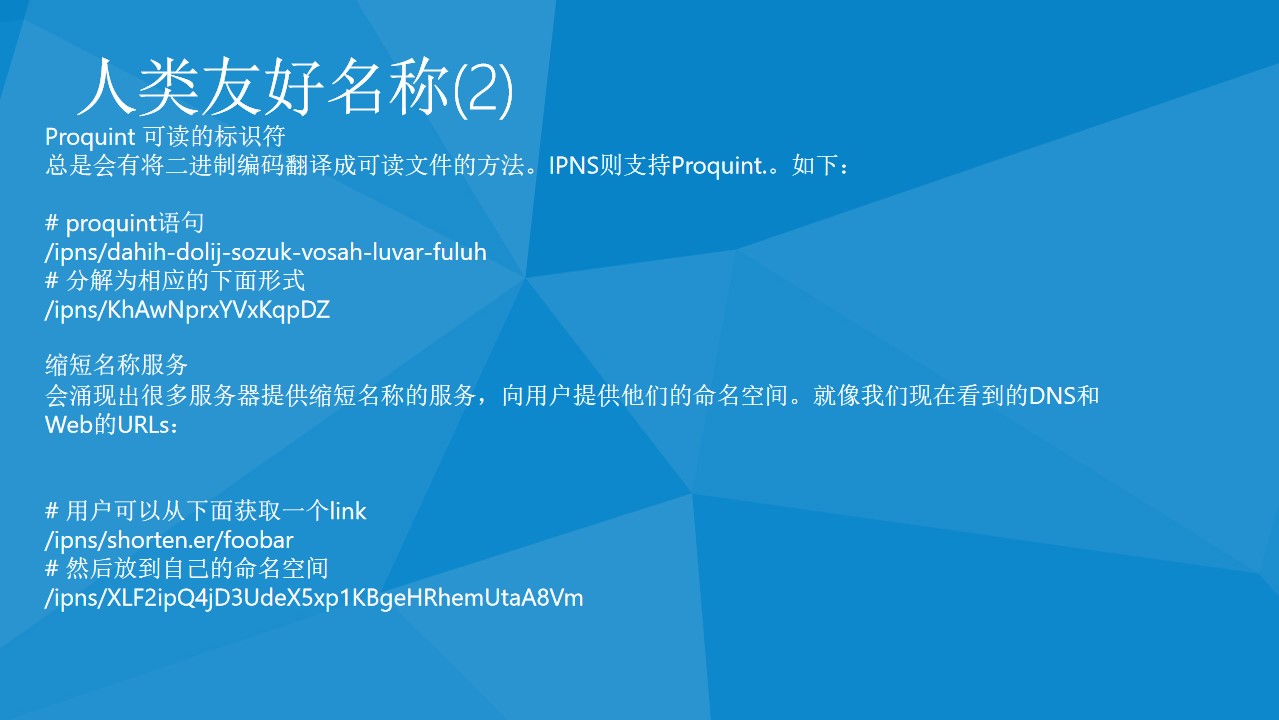 人类友好名称(2)
Proquint 可读的标识符
总是会有将二进制编码翻译成可读文件的方法。IPNS则支持Proquint.。如下：
# proquint语句
/ipns/dahih-dolij-sozuk-vosah-luvar-fuluh
# 分解为相应的下面形式
/ipns/KhAwNprxYVxKqpDZ
缩短名称服务
会涌现出很多服务器提供缩短名称的服务，向用户提供他们的命名空间。就像我们现在看到的DNS和
Web的URLs：
# 用户可以从下面获取一个link
/ipns/shorten.er/foobar
# 然后放到自己的命名空间
/ipns/XLF2ipQ4jD3UdeX5xp1KBgeHRhemUtaA8Vm